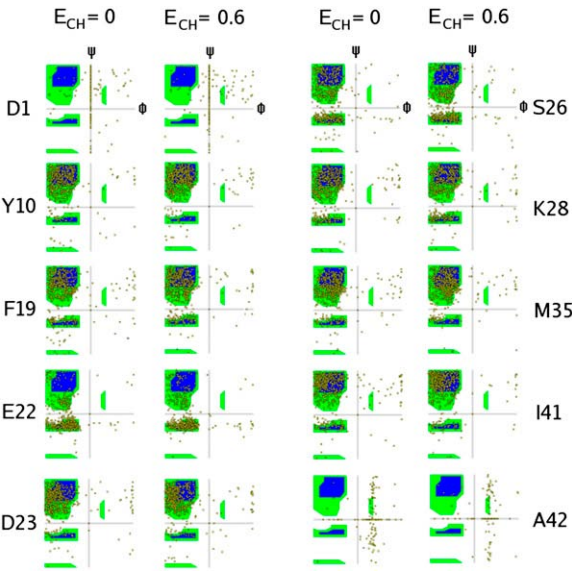 E_CH= 0 E_CH= 0.6 E_CH= 0 E_CH= 0.6
ψ ψ ψ ψ
D1 ϕ ϕ ϕ ϕ S26
Y10 K28
F19 M35
E22 I41
D23 A42